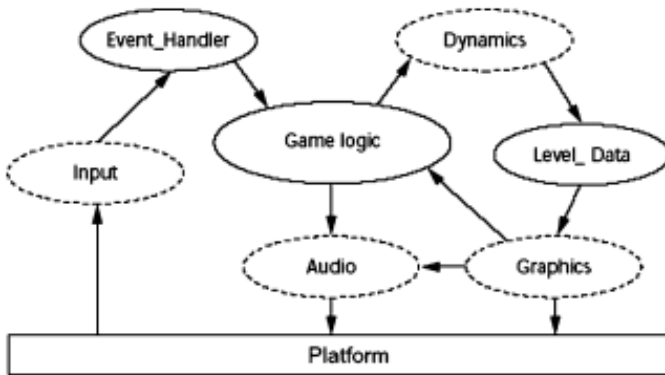 Event_Handler
Dynamics
Game logic
Level_ Data
Input
Audio
Graphics
Platform